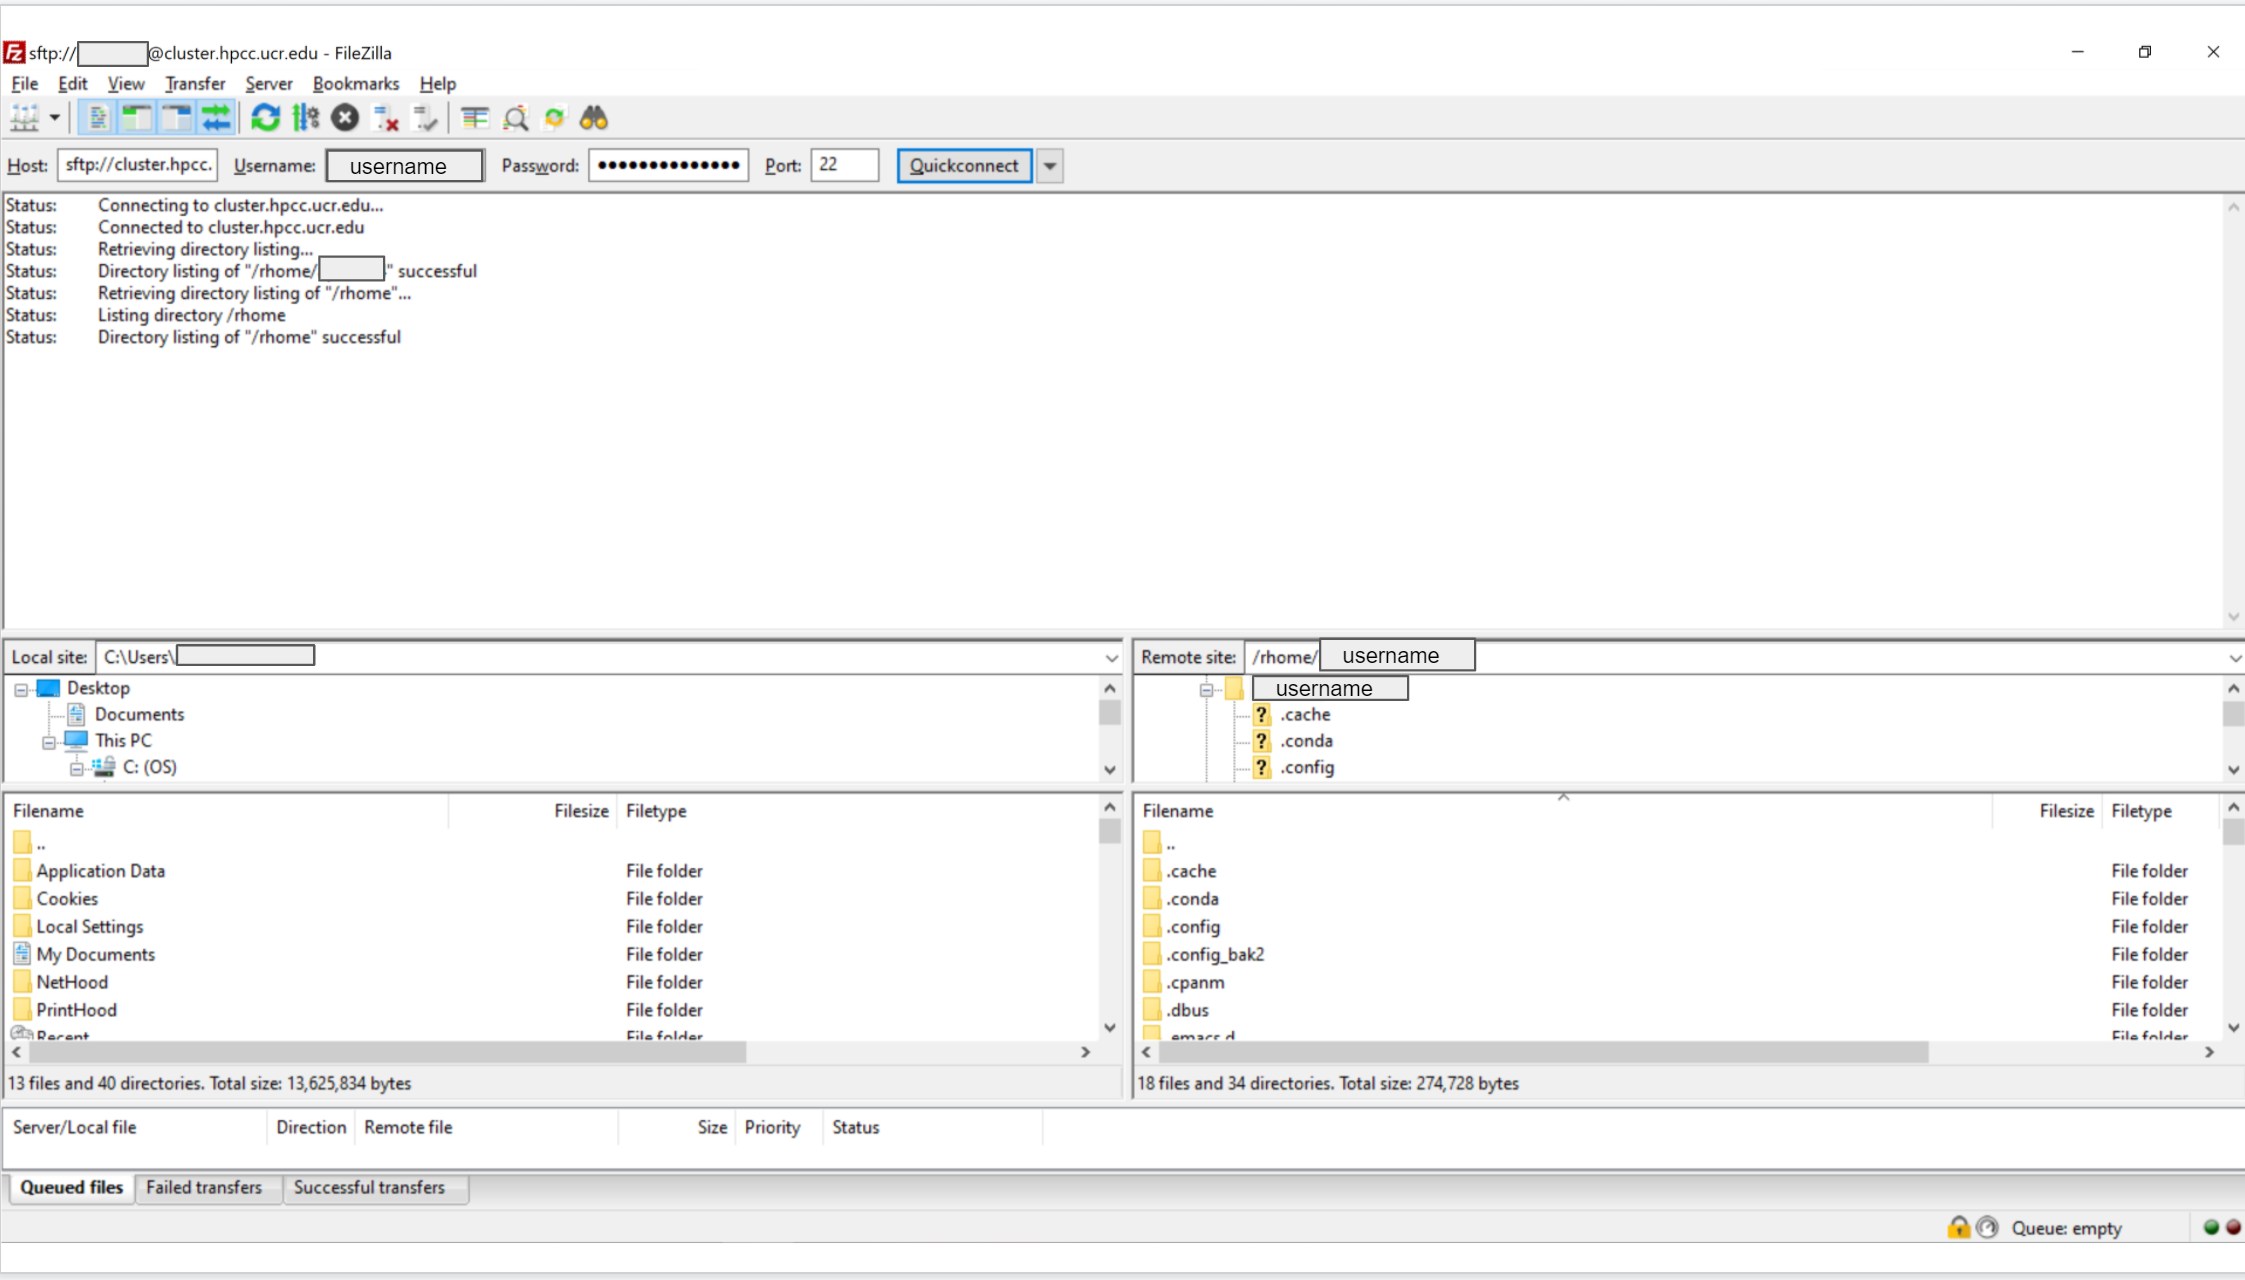 sftp:// @cluster.hpcc.ucr.edu - FileZilla
File Edit View Transfer Server Bookmarks Help
Host: sftp://cluster.hpcc. Username: username Password: ●●●●●●●●●●●●●● Port: 22 Quickconnect
Status: Connecting to cluster.hpcc.ucr.edu...
Status: Connected to cluster.hpcc.ucr.edu
Status: Retrieving directory listing...
Status: Directory listing of "/rhome/ " successful
Status: Retrieving directory listing of "/rhome"...
Status: Listing directory /rhome
Status: Directory listing of "/rhome" successful
Local site: C:\Users\
Desktop
Documents
This PC
C: (OS)
Filename Filesize Filetype
..
Application Data File folder
Cookies File folder
Local Settings File folder
My Documents File folder
NetHood File folder
PrintHood File folder
Recent File folder
13 files and 40 directories. Total size: 13,625,834 bytes
Remote site: /rhome/ username
username
? .cache
? .conda
? .config
Filename Filesize Filetype
..
.cache File folder
.conda File folder
.config File folder
.config_bak2 File folder
.cpanm File folder
.dbus File folder
.emacs.d File folder
18 files and 34 directories. Total size: 274,728 bytes
Server/Local file Direction Remote file Size Priority Status
Queued files Failed transfers Successful transfers
Queue: empty